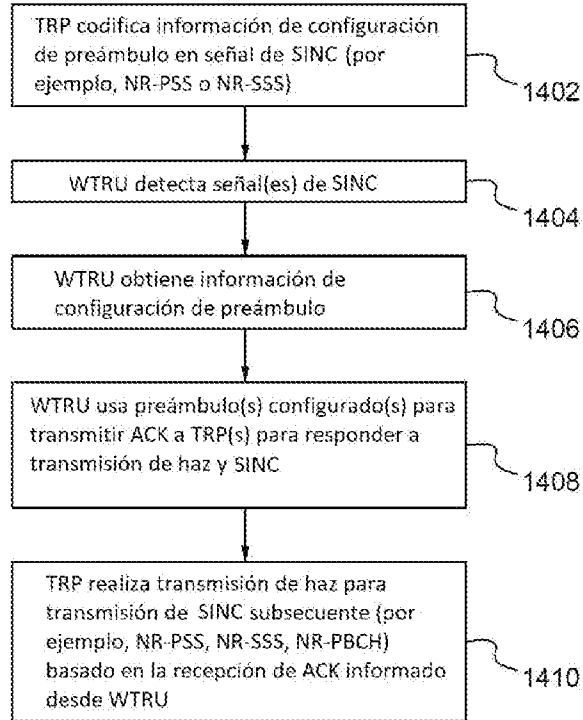 TRP codifica información de configuración
de preámbulo en señal de SINC (por
ejemplo, NR-PSS o NR-SSS)
1402
WTRU detecta señal(es) de SINC
1404
WTRU obtiene información de
configuración de preámbulo
1406
WTRU usa preámbulo(s) configurado(s) para
transmitir ACK a TRP(s) para responder a
transmisión de haz y SINC
1408
TRP realiza transmisión de haz para
transmisión de SINC subsecuente (por
ejemplo, NR-PSS, NR-SSS, NR-PBCH)
basado en la recepción de ACK informado
desde WTRU
1410